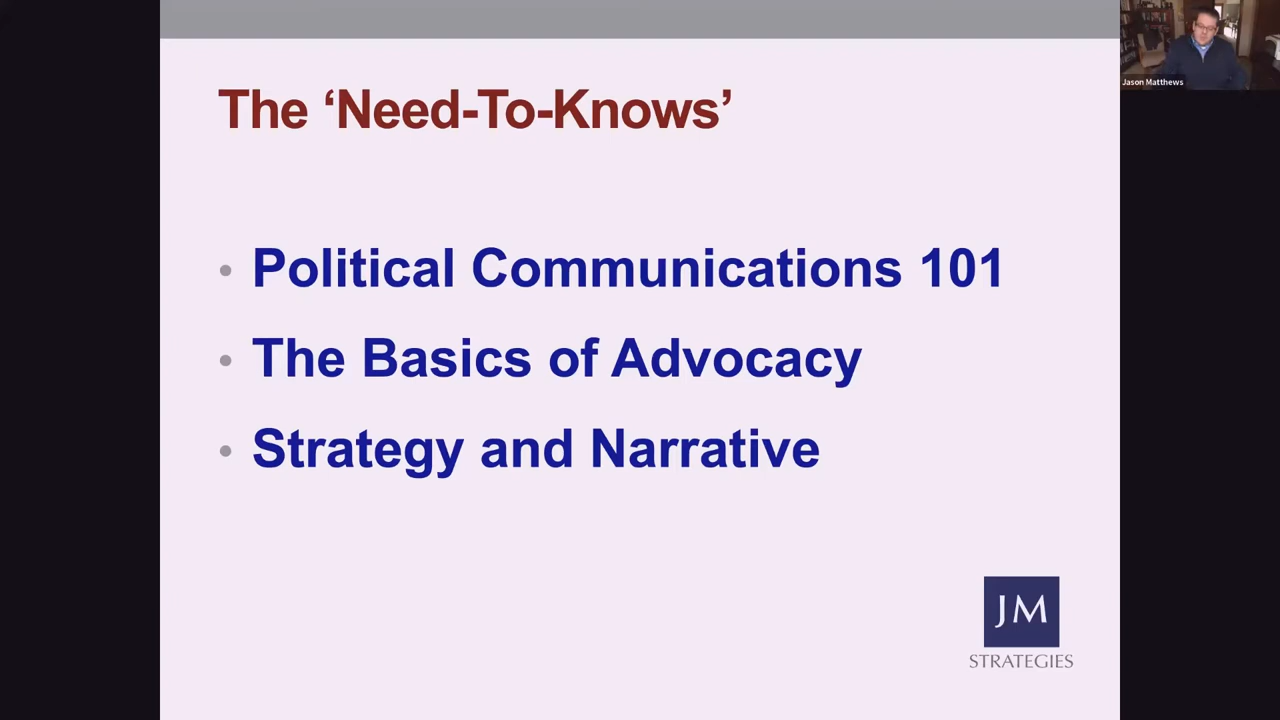 The ‘Need-To-Knows’
• Political Communications 101
• The Basics of Advocacy
• Strategy and Narrative
JM
STRATEGIES
Jason Matthews